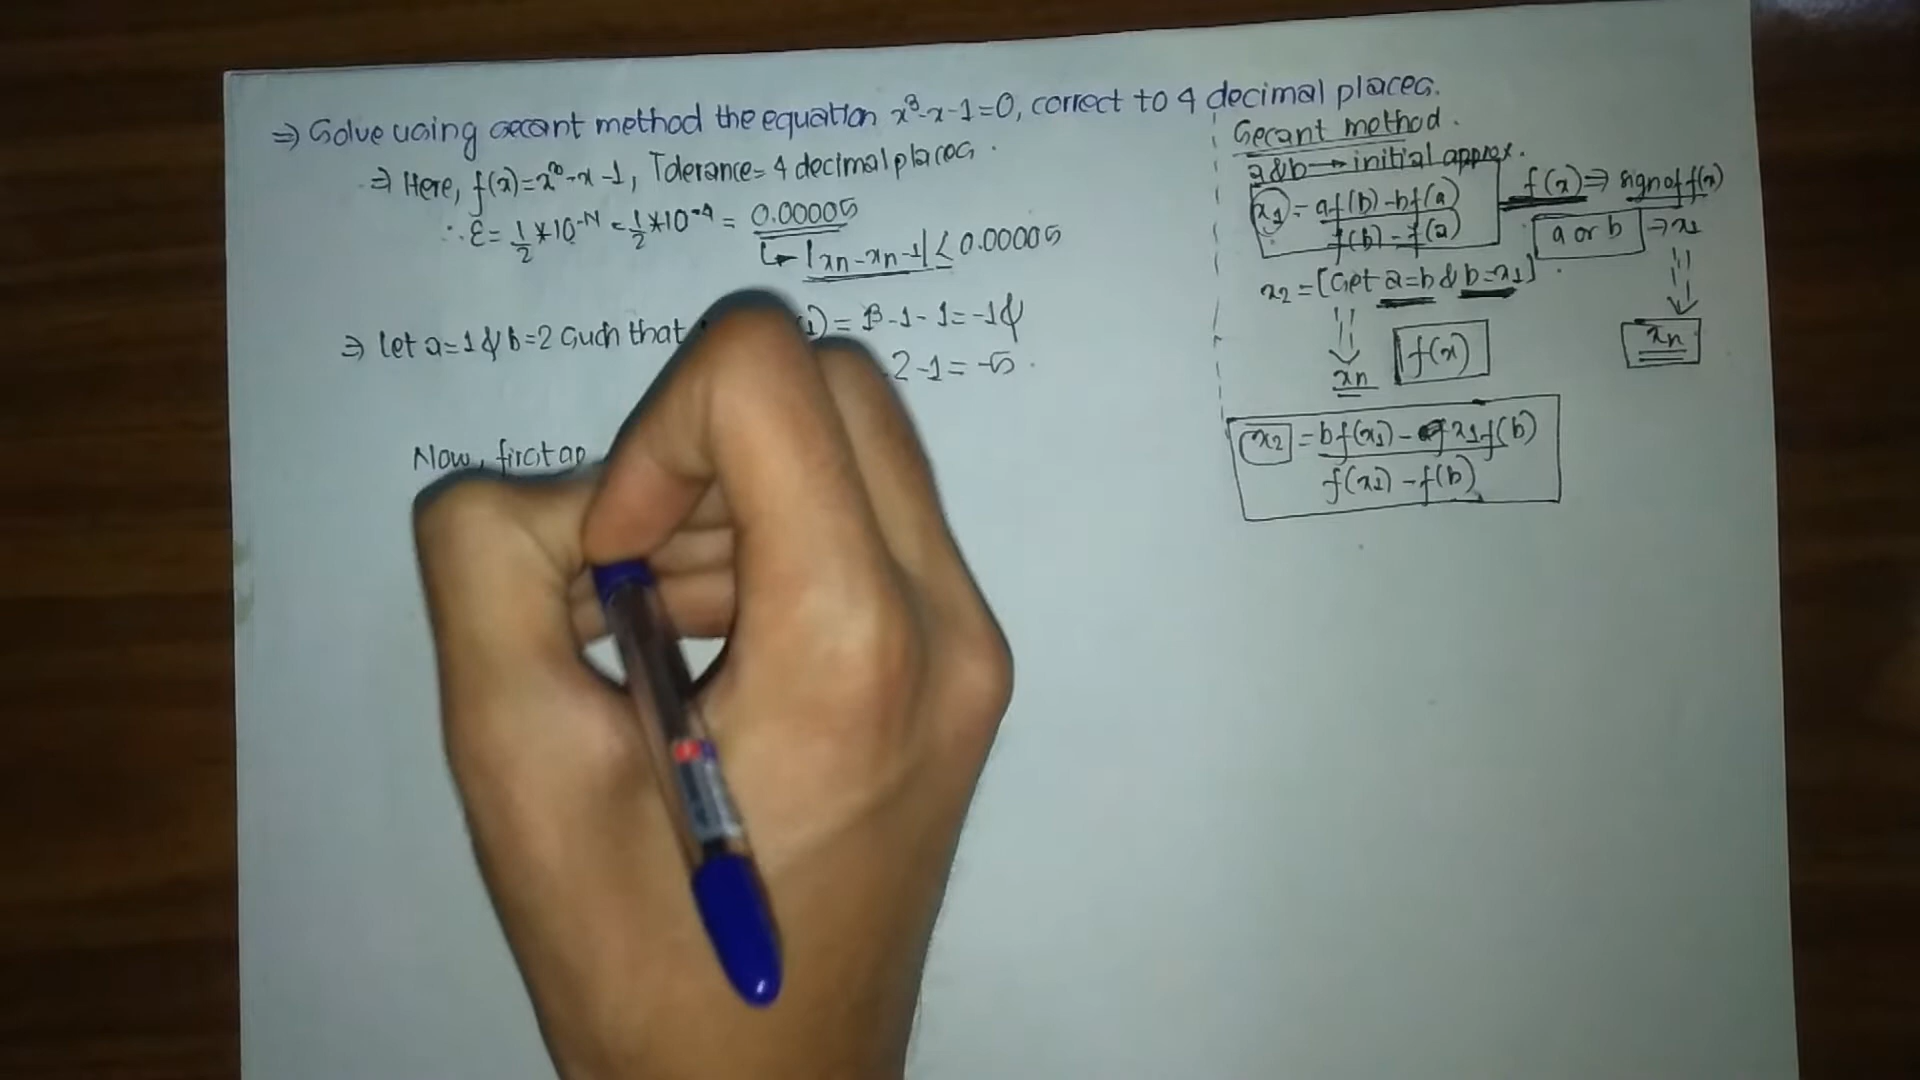 ⇒ Solve using secant method the equation x³-x-1=0, correct to 4 decimal places.
⇒ Here, f(x)=x³-x-1, Tolerance=4 decimal places.
∴ ε=1/2*10^-N=1/2*10^-4=0.00005
↳|xn-xn-1|≤0.00005
⇒ let a=1 & b=2 such that (1)=1³-1-1=-1 &
2-1=-5.
Now, first ap
Secant method.
a&b→initial approx.
x1=af(b)-bf(a)/f(b)-f(a)
f(x)⇒sign of f(x)
a or b →x1
x2=[Set a=b & b=x1].
xn
f(x)
xn
x2=bf(x1)-x1f(b)/f(x1)-f(b)